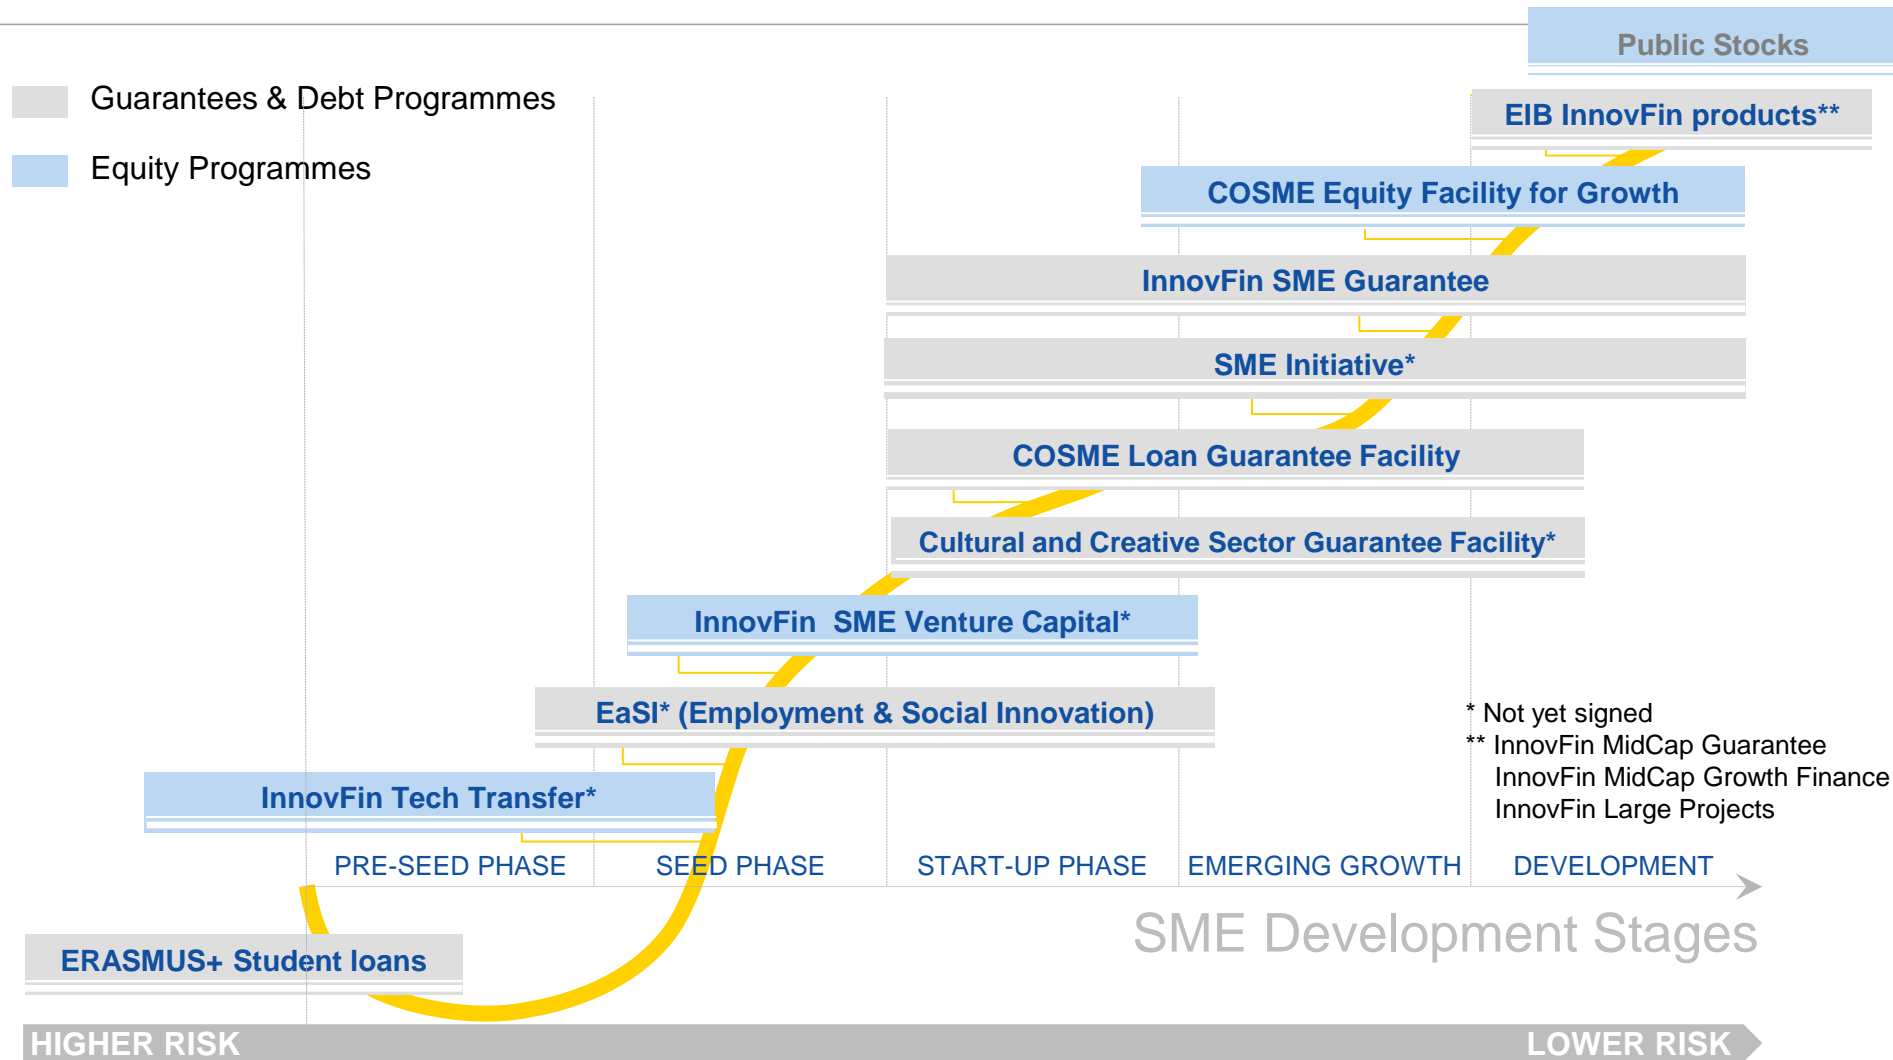 Public Stocks
Guarantees & Debt Programmes
EIB InnovFin products**
Equity Programmes
COSME Equity Facility for Growth
InnovFin SME Guarantee
SME Initiative*
COSME Loan Guarantee Facility
Cultural and Creative Sector Guarantee Facility*
InnovFin SME Venture Capital*
EaSI* (Employment & Social Innovation)
* Not yet signed
** InnovFin MidCap Guarantee
InnovFin MidCap Growth Finance
InnovFin Large Projects
InnovFin Tech Transfer*
PRE-SEED PHASE SEED PHASE START-UP PHASE EMERGING GROWTH DEVELOPMENT
SME Development Stages
ERASMUS+ Student loans
HIGHER RISK LOWER RISK